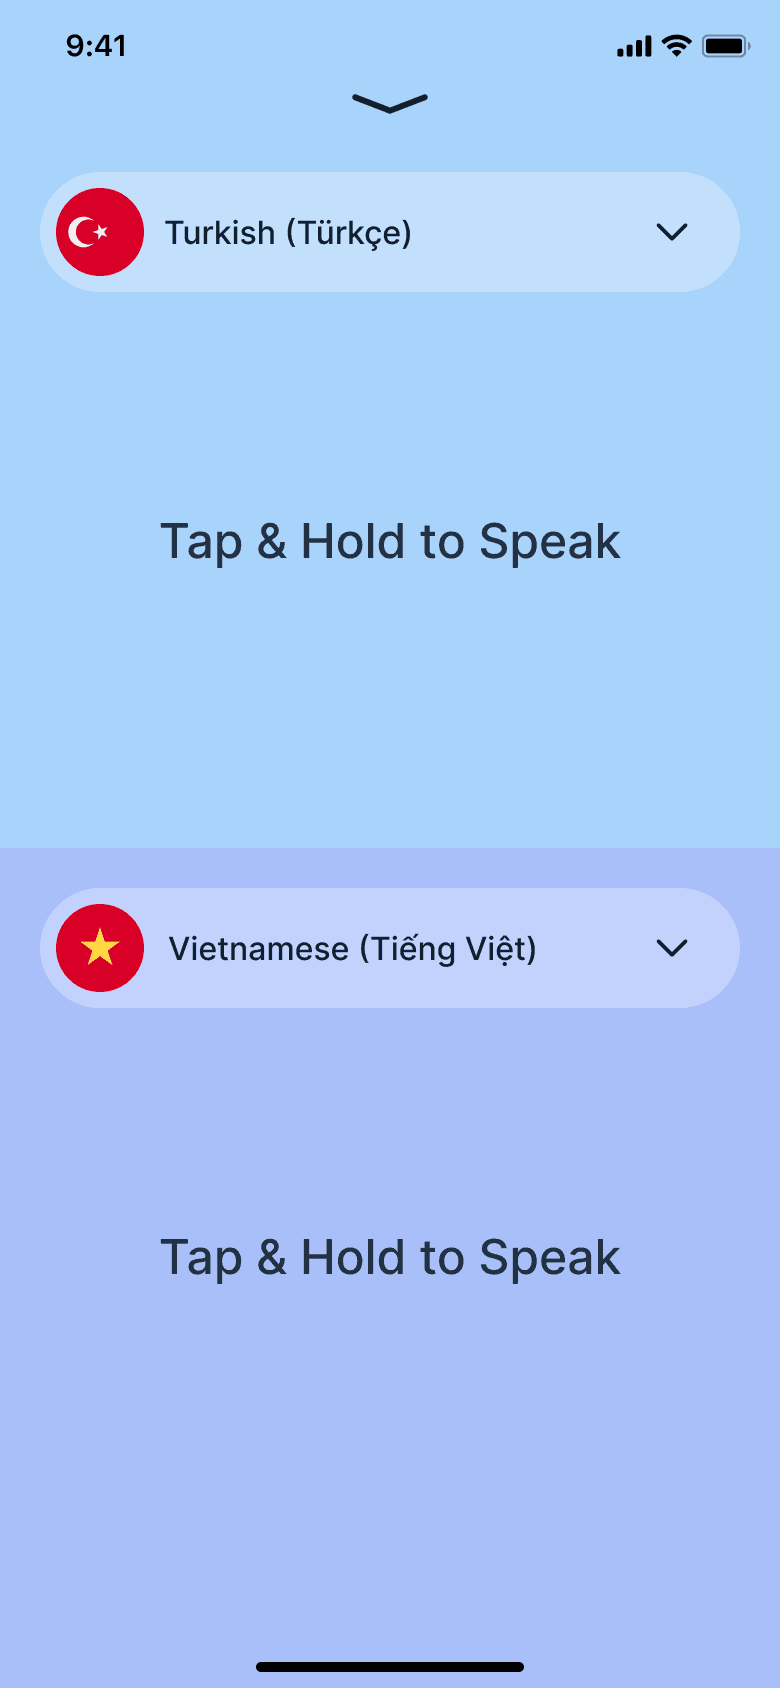 9:41
Turkish (Türkçe)
Tap & Hold to Speak
Vietnamese (Tiếng Việt)
Tap & Hold to Speak